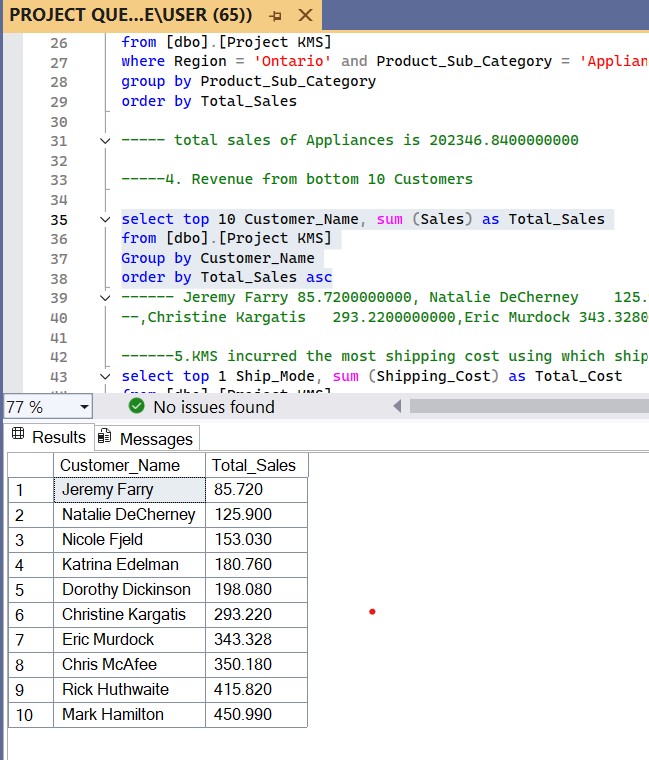 PROJECT QUE...E\USER (65))
26 from [dbo].[Project KMS]
27 where Region = 'Ontario' and Product_Sub_Category = 'Applian
28 group by Product_Sub_Category
29 order by Total_Sales
30
31 ----- total sales of Appliances is 202346.8400000000
32
33 -----4. Revenue from bottom 10 Customers
34
35 select top 10 Customer_Name, sum (Sales) as Total_Sales
36 from [dbo].[Project KMS]
37 Group by Customer_Name
38 order by Total_Sales asc
39 ------ Jeremy Farry 85.7200000000, Natalie DeCherney 125.
40 --,Christine Kargatis 293.2200000000,Eric Murdock 343.3280
41
42 ------5.KMS incurred the most shipping cost using which ship
43 select top 1 Ship_Mode, sum (Shipping_Cost) as Total_Cost
77 % No issues found
Results Messages
Customer_Name Total_Sales
1 Jeremy Farry 85.720
2 Natalie DeCherney 125.900
3 Nicole Fjeld 153.030
4 Katrina Edelman 180.760
5 Dorothy Dickinson 198.080
6 Christine Kargatis 293.220
7 Eric Murdock 343.328
8 Chris McAfee 350.180
9 Rick Huthwaite 415.820
10 Mark Hamilton 450.990